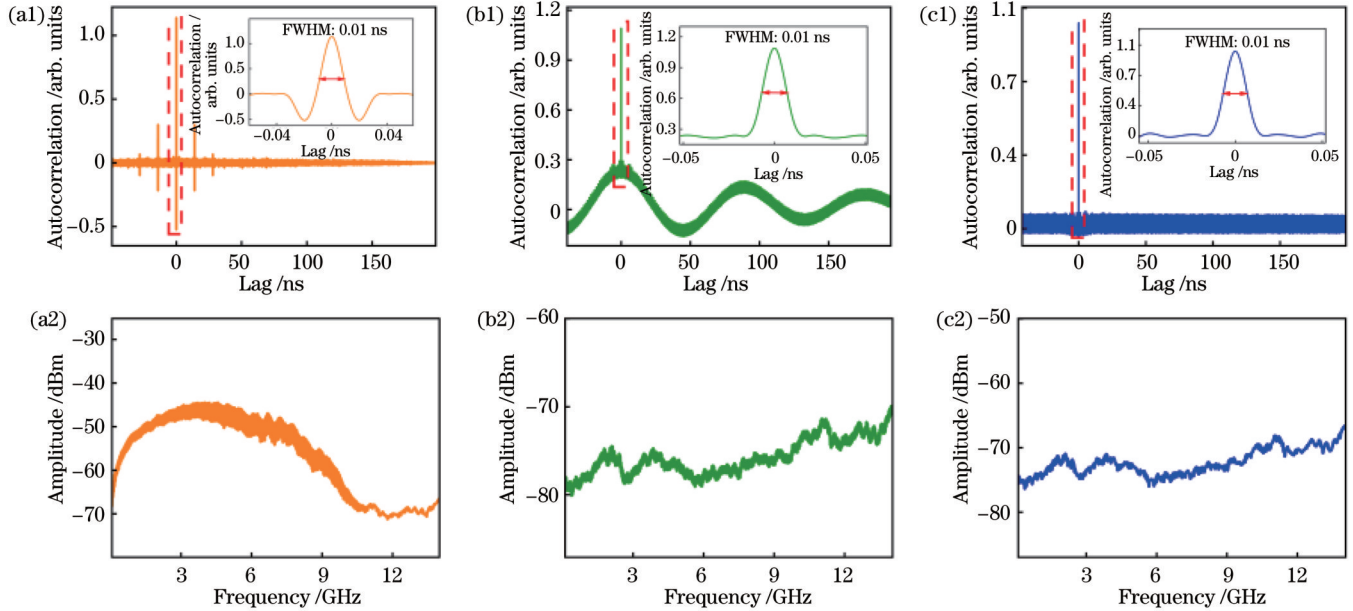 (a1)
Autocorrelation /arb. units
1.0
0.5
0
−0.5
0
50
100
150
Lag /ns
FWHM: 0.01 ns
Autocorrelation /
arb. units
1.0
0.5
0
−0.5
−0.04
0
0.04
Lag /ns
(b1)
Autocorrelation /arb. units
1.2
0.9
0.6
0.3
0
0
50
100
150
Lag /ns
FWHM: 0.01 ns
Autocorrelation /arb. units
1.2
0.9
0.6
0.3
−0.05
0
0.05
Lag /ns
(c1)
Autocorrelation /arb. units
1.1
1.1
0.7
0.4
0
0
50
100
150
Lag /ns
FWHM: 0.01 ns
Autocorrelation /arb. units
1.1
0.7
0.4
0
−0.05
0
0.05
Lag /ns
(a2)
Amplitude /dBm
−30
−40
−50
−60
−70
3
6
9
12
Frequency /GHz
(b2)
Amplitude /dBm
−60
−70
−80
3
6
9
12
Frequency /GHz
(c2)
Amplitude /dBm
−50
−60
−70
−80
3
6
9
12
Frequency /GHz